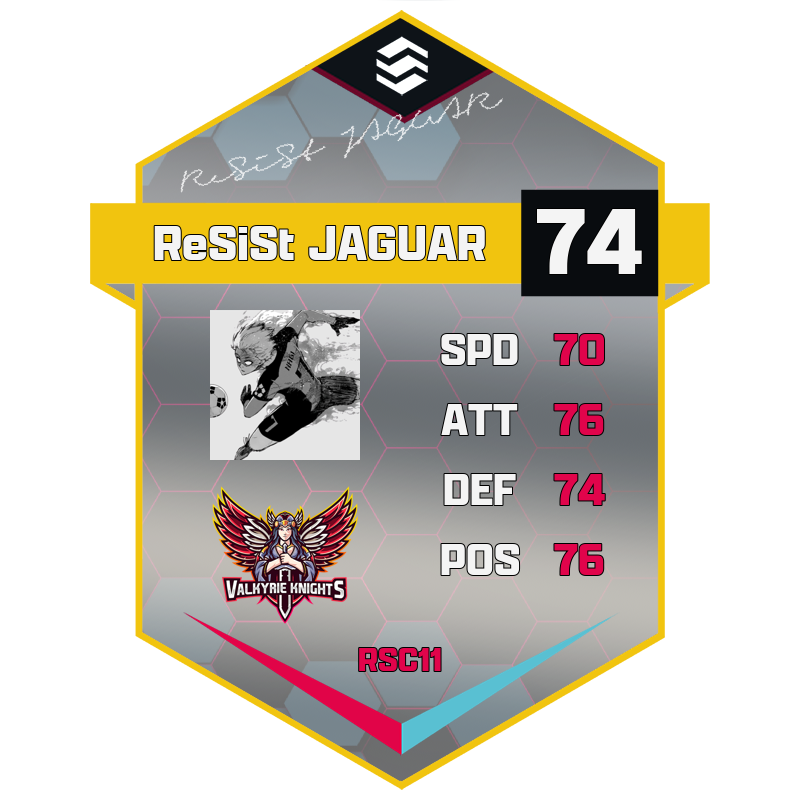 ReSiSt JAGUAR
ReSiSt JAGUAR 74
SPD 70
ATT 76
DEF 74
POS 76
VALKYRIE KNIGHTS
RSC11